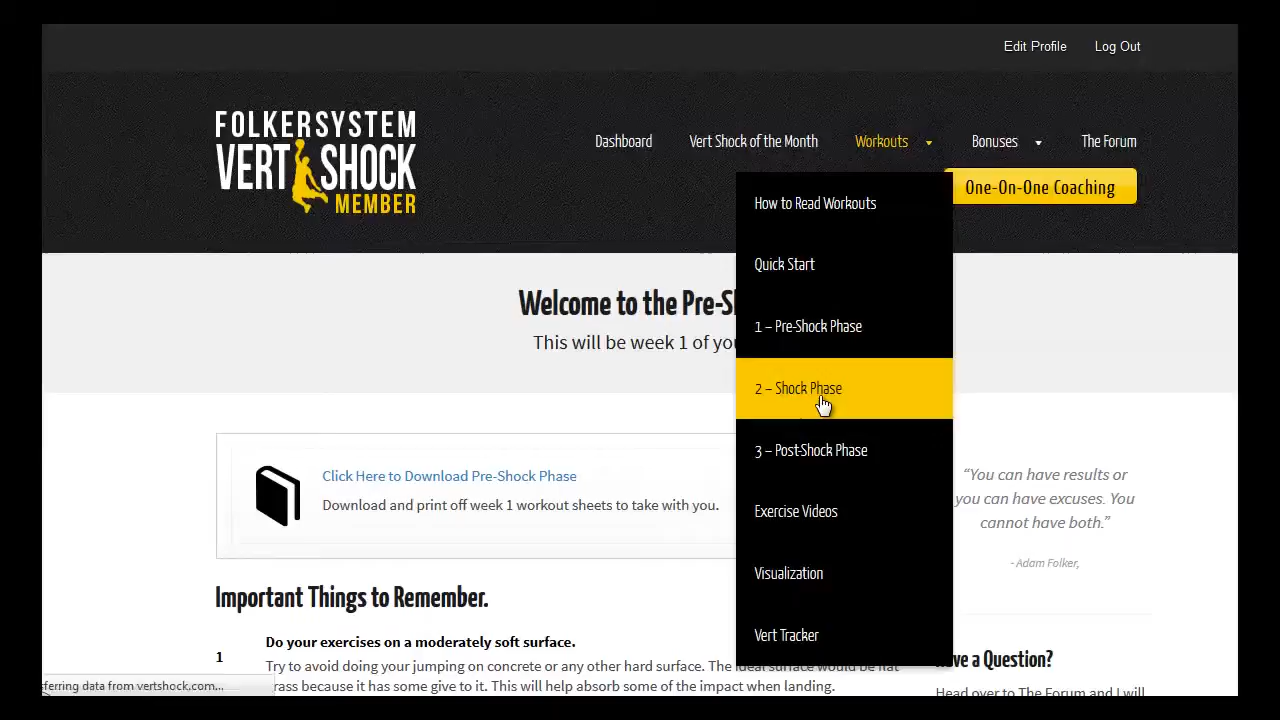 Edit Profile Log Out
FOLKERSYSTEM
VERT SHOCK
MEMBER
Dashboard Vert Shock of the Month Workouts Bonuses The Forum
One-On-One Coaching
How to Read Workouts
Quick Start
1 – Pre-Shock Phase
2 – Shock Phase
3 – Post-Shock Phase
Exercise Videos
Visualization
Vert Tracker
Welcome to the Pre-Sh
This will be week 1 of you
Click Here to Download Pre-Shock Phase
Download and print off week 1 workout sheets to take with you.
“You can have results or
you can have excuses. You
cannot have both.”
- Adam Folker,
Important Things to Remember.
1
Do your exercises on a moderately soft surface.
Try to avoid doing your jumping on concrete or any other hard surface. The ideal surface would be flat
rass because it has some give to it. This will help absorb some of the impact when landing.
ave a Question?
Head over to The Forum and I will
sferring data from vertshock.com...